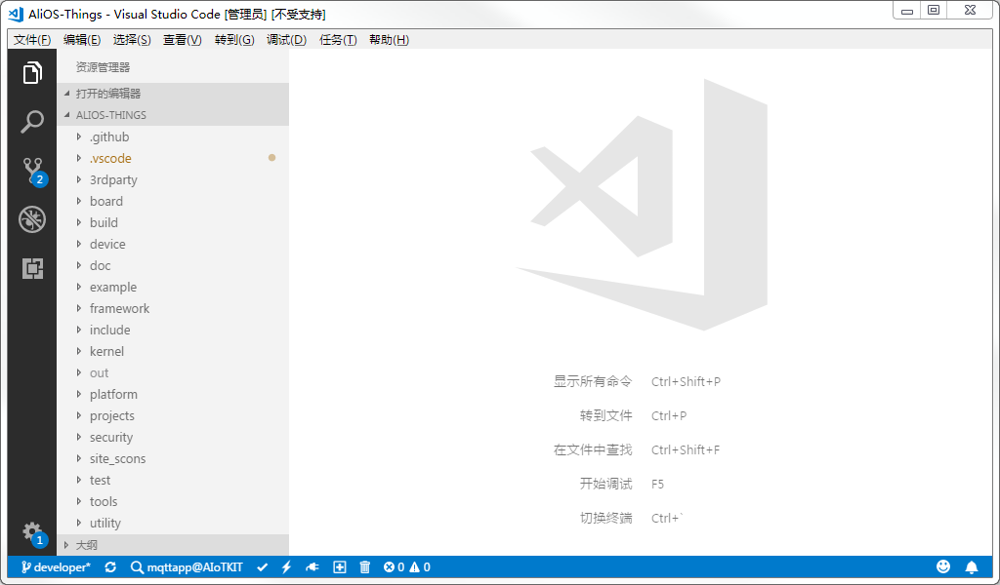 AliOS-Things - Visual Studio Code [管理员] [不受支持]
文件(F) 编辑(E) 选择(S) 查看(V) 转到(G) 调试(D) 任务(T) 帮助(H)
资源管理器
打开的编辑器
ALIOS-THINGS
.github
.vscode
3rdparty
board
build
device
doc
example
framework
include
kernel
out
platform
projects
security
site_scons
test
tools
utility
大纲
2
1
显示所有命令 Ctrl+Shift+P
转到文件 Ctrl+P
在文件中查找 Ctrl+Shift+F
开始调试 F5
切换终端 Ctrl+`
developer* mqttapp@AIoTKIT 0 0